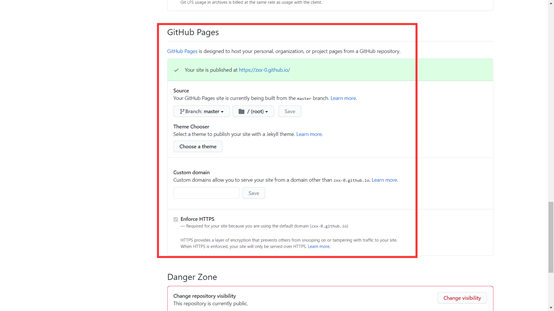 Git LFS usage in archives is billed at the same rate as usage with the client.
GitHub Pages
GitHub Pages is designed to host your personal, organization, or project pages from a GitHub repository.
Your site is published at https://zxx-0.github.io/
Source
Your GitHub Pages site is currently being built from the master branch. Learn more.
Branch: master / (root) Save
Theme Chooser
Select a theme to publish your site with a Jekyll theme. Learn more.
Choose a theme
Custom domain
Custom domains allow you to serve your site from a domain other than zxx-0.github.io. Learn more.
Save
Enforce HTTPS
— Required for your site because you are using the default domain (zxx-0.github.io)
HTTPS provides a layer of encryption that prevents others from snooping on or tampering with traffic to your site.
When HTTPS is enforced, your site will only be served over HTTPS. Learn more.
Danger Zone
Change repository visibility
This repository is currently public.
Change visibility